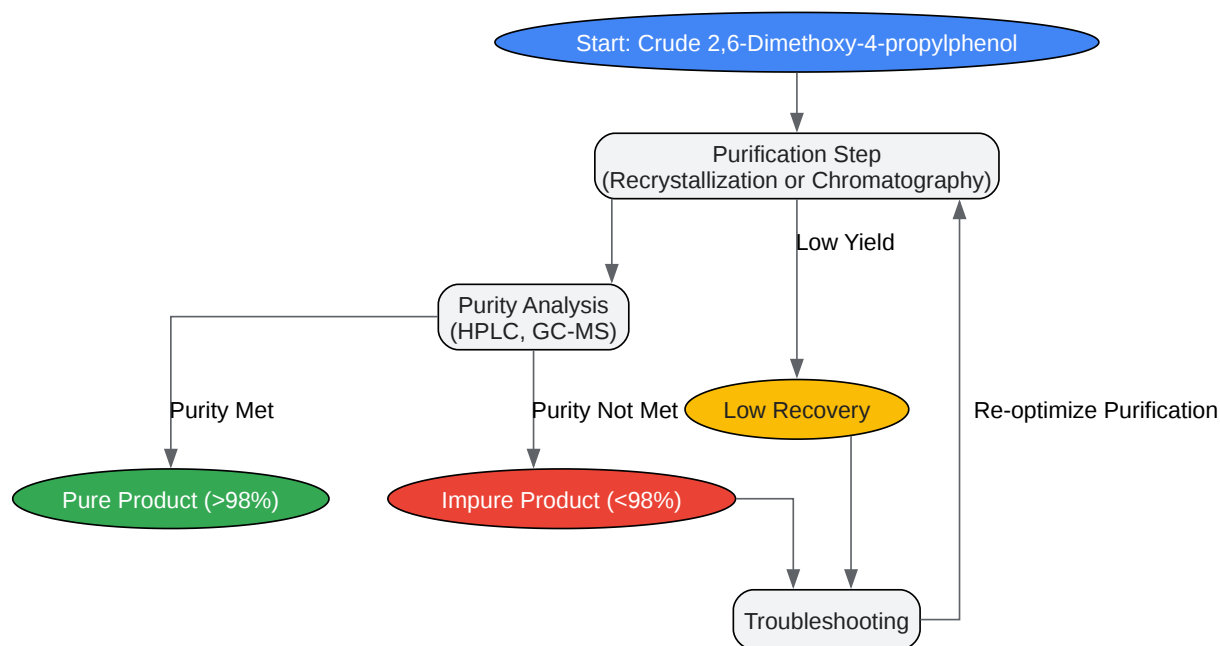 Start: Crude 2,6-Dimethoxy-4-propylphenol
Purification Step
(Recrystallization or Chromatography)
Low Yield
Purity Analysis
(HPLC, GC-MS)
Purity Met
Purity Not Met
Low Recovery
Re-optimize Purification
Pure Product (>98%)
Impure Product (<98%)
Troubleshooting